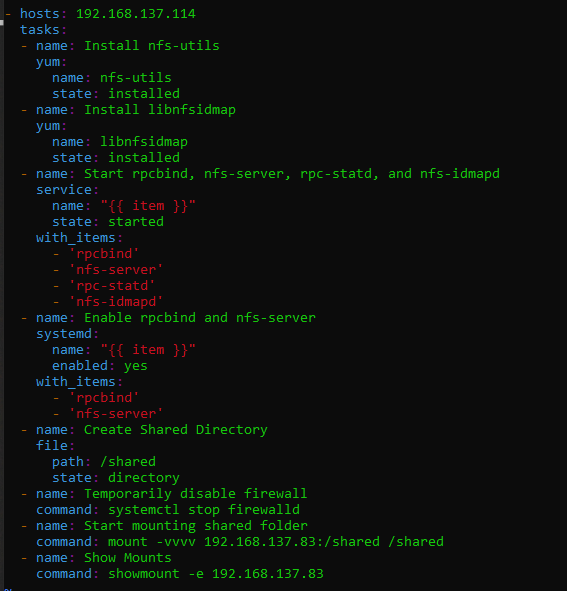 - hosts: 192.168.137.114
  tasks:
  - name: Install nfs-utils
    yum:
      name: nfs-utils
      state: installed
  - name: Install libnfsidmap
    yum:
      name: libnfsidmap
      state: installed
  - name: Start rpcbind, nfs-server, rpc-statd, and nfs-idmapd
    service:
      name: "{{ item }}"
      state: started
    with_items:
      - 'rpcbind'
      - 'nfs-server'
      - 'rpc-statd'
      - 'nfs-idmapd'
  - name: Enable rpcbind and nfs-server
    systemd:
      name: "{{ item }}"
      enabled: yes
    with_items:
      - 'rpcbind'
      - 'nfs-server'
  - name: Create Shared Directory
    file:
      path: /shared
      state: directory
  - name: Temporarily disable firewall
    command: systemctl stop firewalld
  - name: Start mounting shared folder
    command: mount -vvvv 192.168.137.83:/shared /shared
  - name: Show Mounts
    command: showmount -e 192.168.137.83